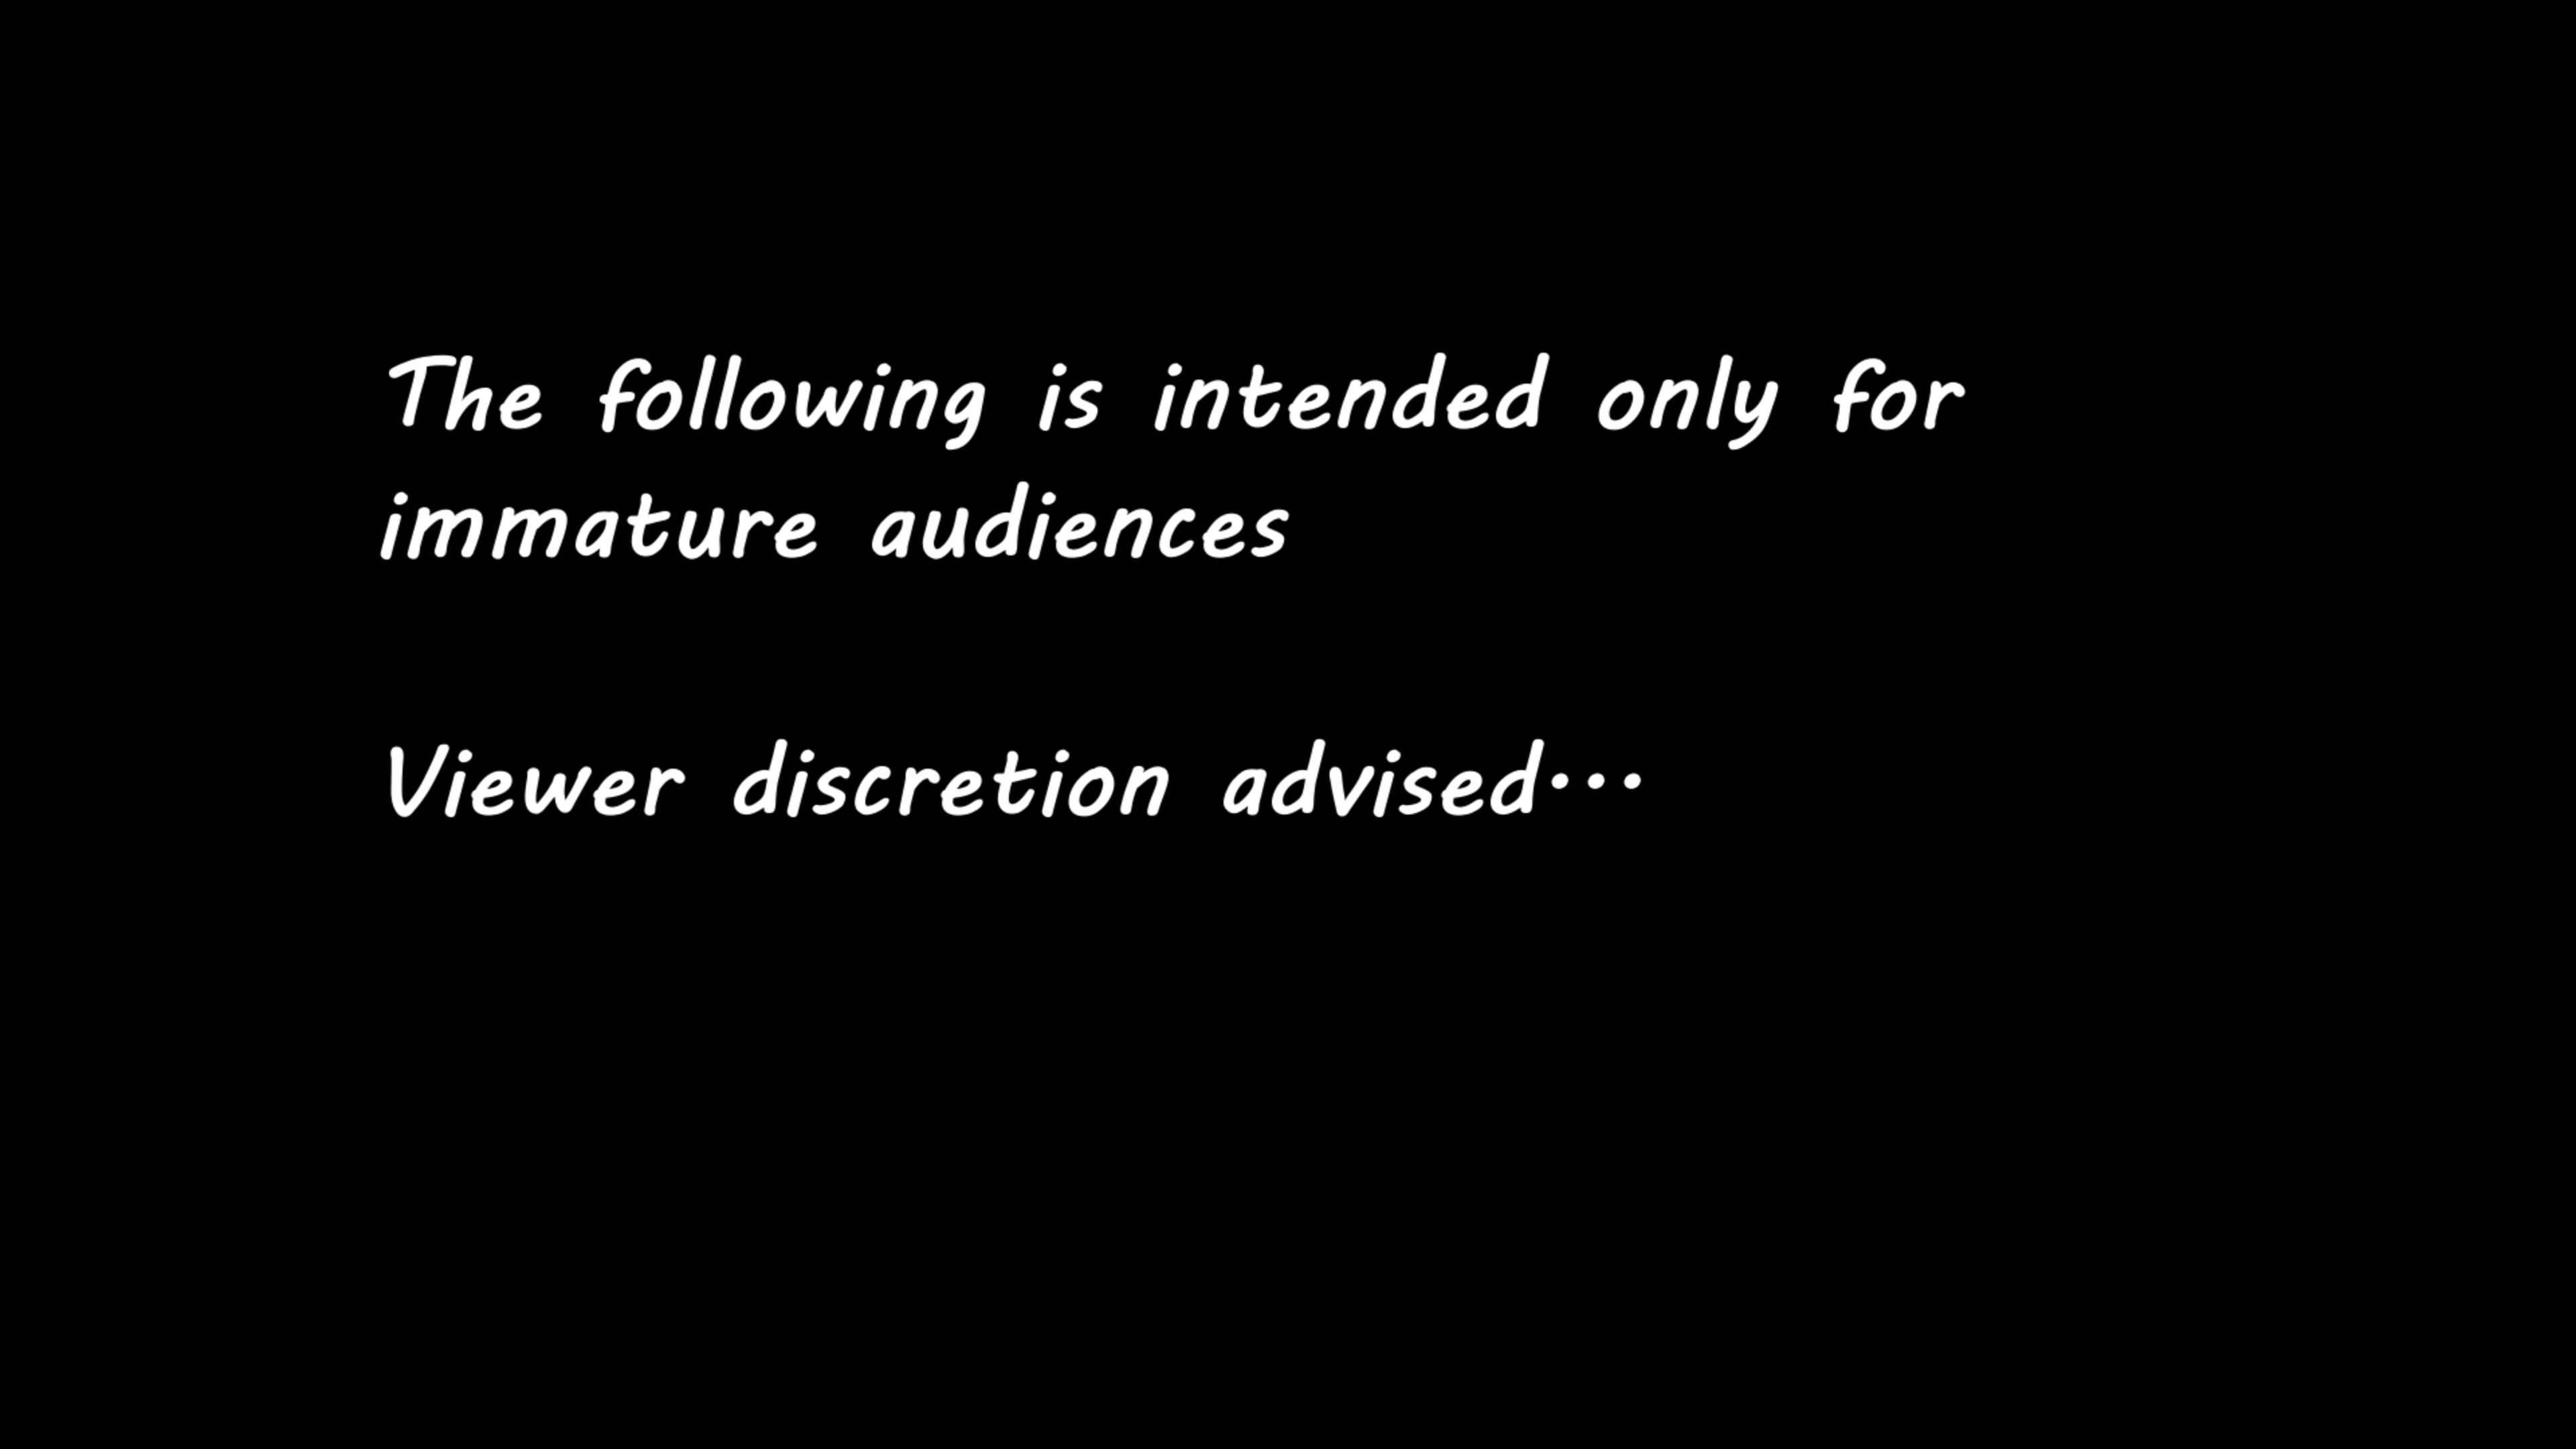 The following is intended only for
immature audiences
Viewer discretion advised...